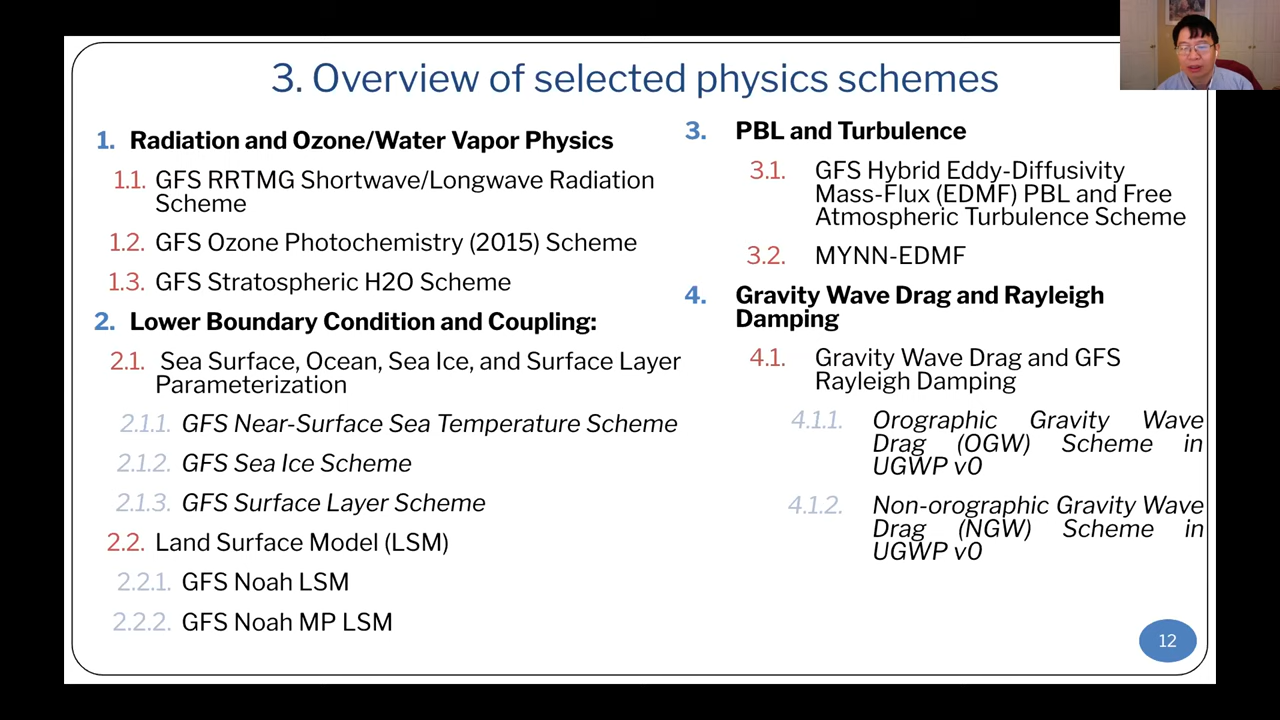 3. Overview of selected physics schemes
1. Radiation and Ozone/Water Vapor Physics
1.1. GFS RRTMG Shortwave/Longwave Radiation
Scheme
1.2. GFS Ozone Photochemistry (2015) Scheme
1.3. GFS Stratospheric H2O Scheme
2. Lower Boundary Condition and Coupling:
2.1. Sea Surface, Ocean, Sea Ice, and Surface Layer
Parameterization
2.1.1. GFS Near-Surface Sea Temperature Scheme
2.1.2. GFS Sea Ice Scheme
2.1.3. GFS Surface Layer Scheme
2.2. Land Surface Model (LSM)
2.2.1. GFS Noah LSM
2.2.2. GFS Noah MP LSM
3. PBL and Turbulence
3.1. GFS Hybrid Eddy-Diffusivity
Mass-Flux (EDMF) PBL and Free
Atmospheric Turbulence Scheme
3.2. MYNN-EDMF
4. Gravity Wave Drag and Rayleigh
Damping
4.1. Gravity Wave Drag and GFS
Rayleigh Damping
4.1.1. Orographic Gravity Wave
Drag (OGW) Scheme in
UGWP v0
4.1.2. Non-orographic Gravity Wave
Drag (NGW) Scheme in
UGWP v0
12